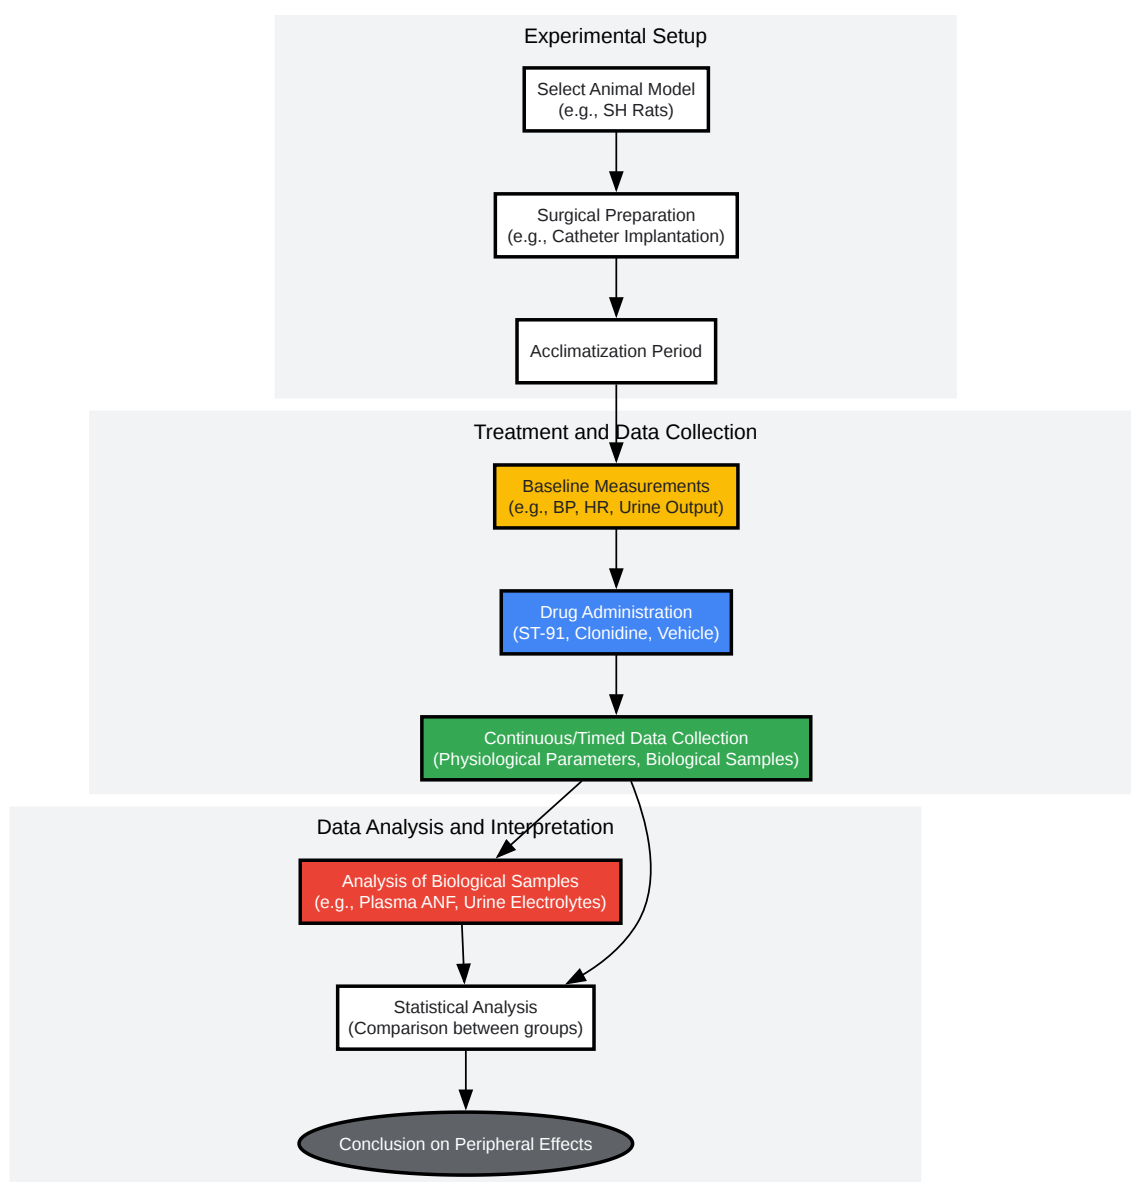 Experimental Setup
Select Animal Model
(e.g., SH Rats)
Surgical Preparation
(e.g., Catheter Implantation)
Acclimatization Period
Treatment and Data Collection
Baseline Measurements
(e.g., BP, HR, Urine Output)
Drug Administration
(ST-91, Clonidine, Vehicle)
Continuous/Timed Data Collection
(Physiological Parameters, Biological Samples)
Data Analysis and Interpretation
Analysis of Biological Samples
(e.g., Plasma ANF, Urine Electrolytes)
Statistical Analysis
(Comparison between groups)
Conclusion on Peripheral Effects